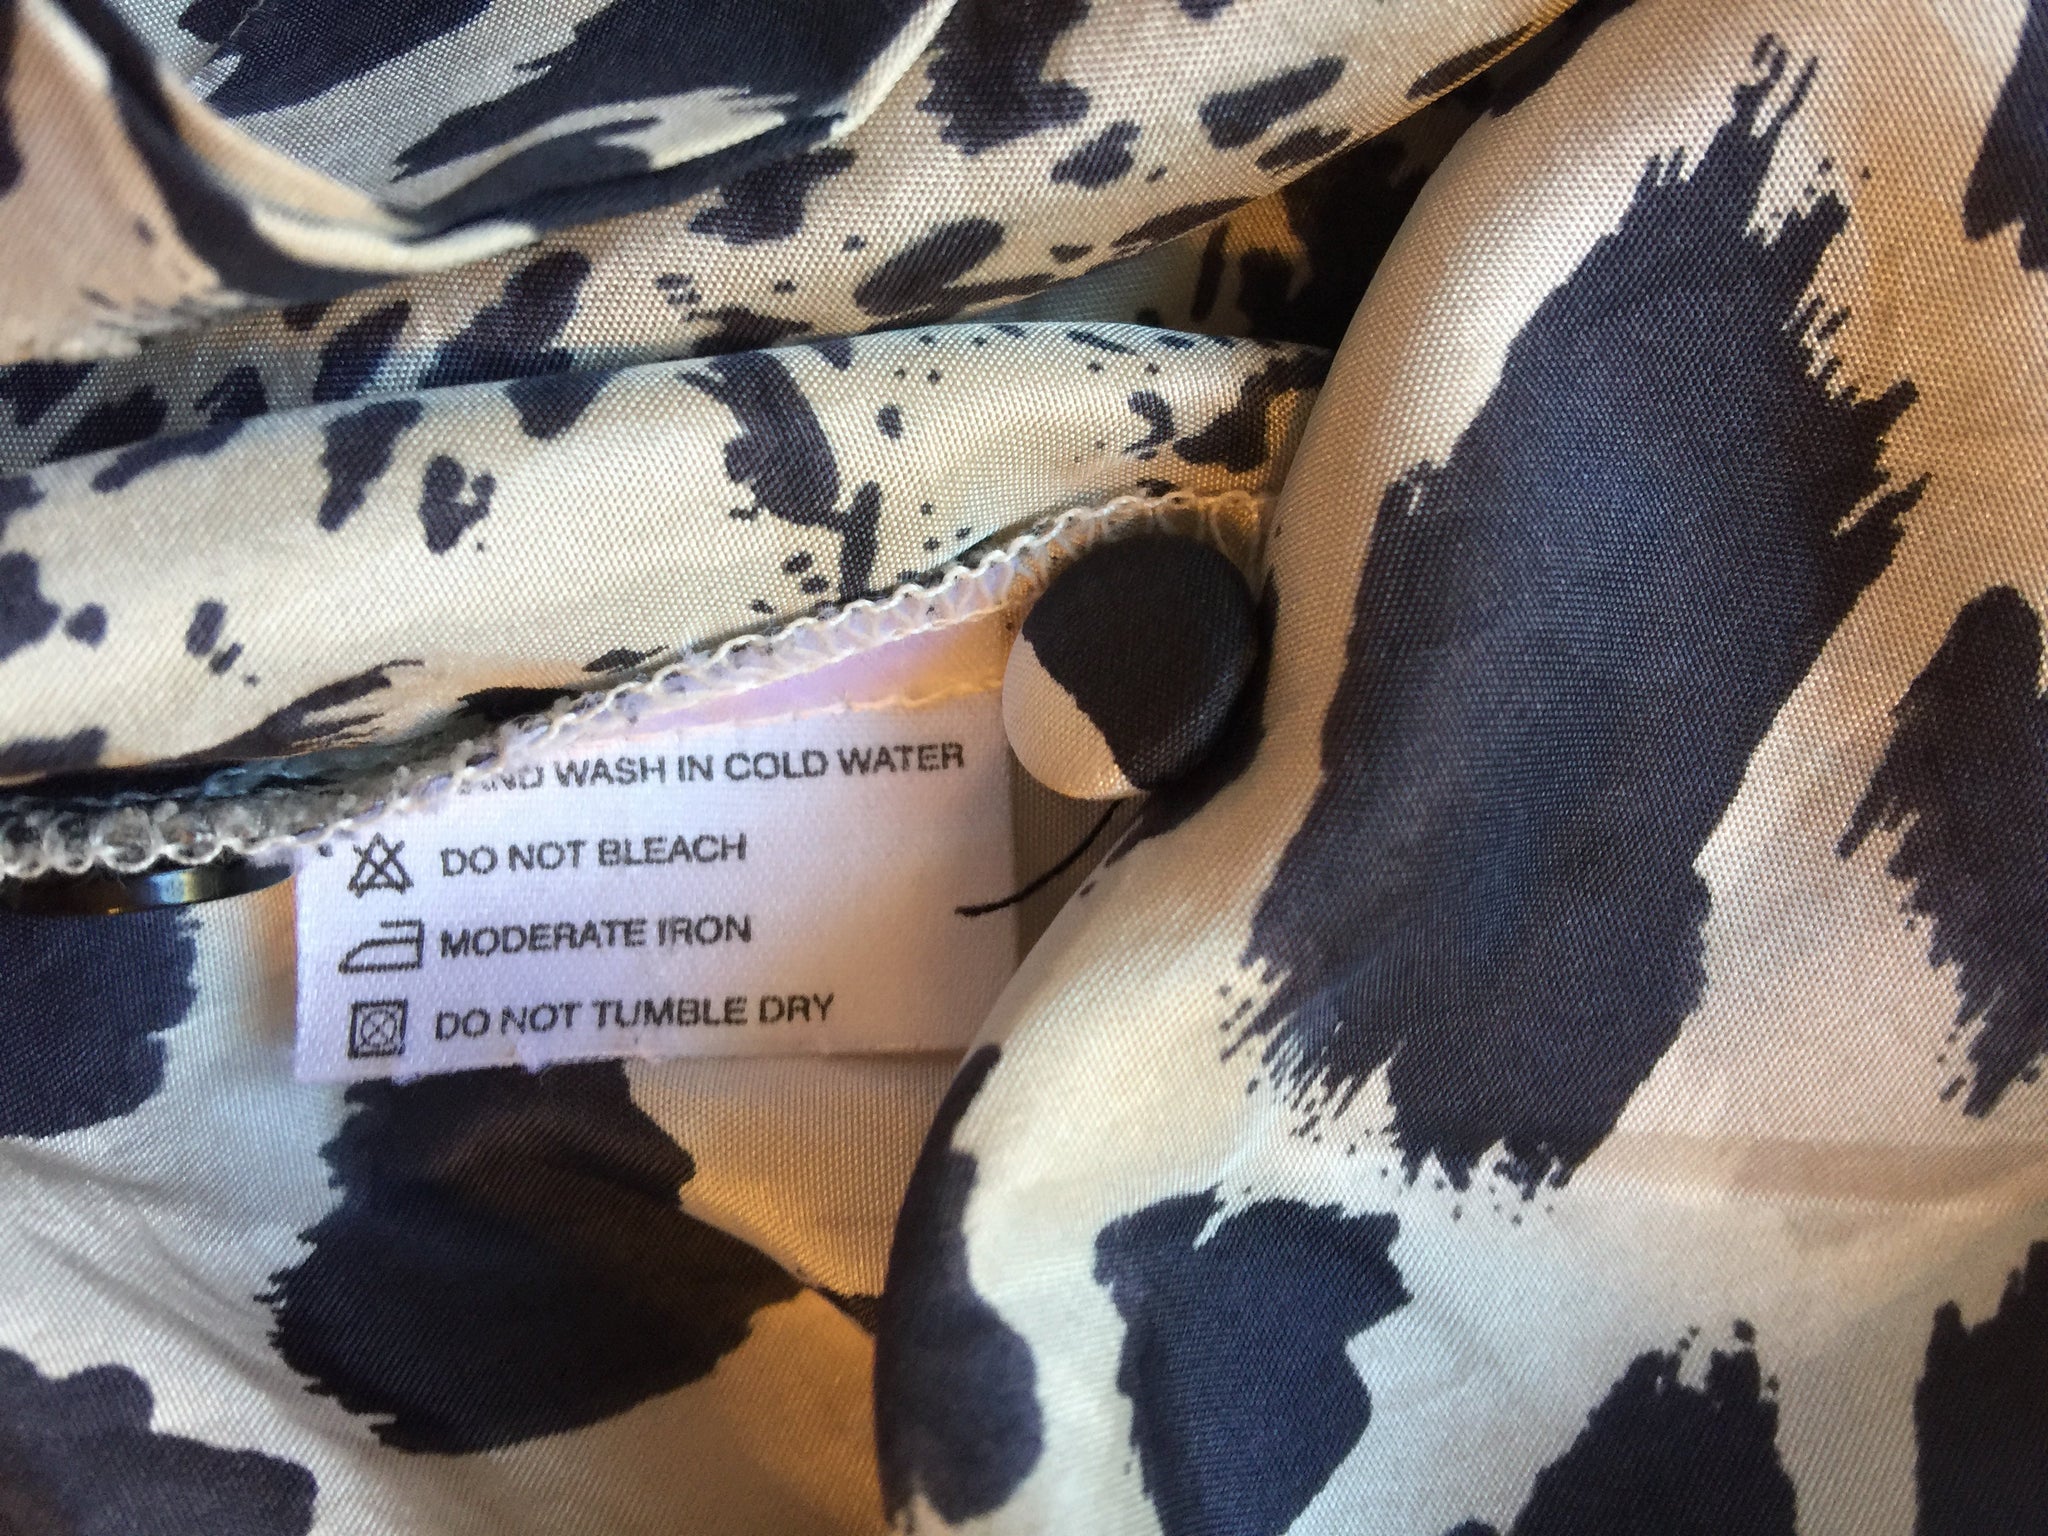 WASH IN COLD WATER
DO NOT BLEACH
MODERATE IRON
DO NOT TUMBLE DRY